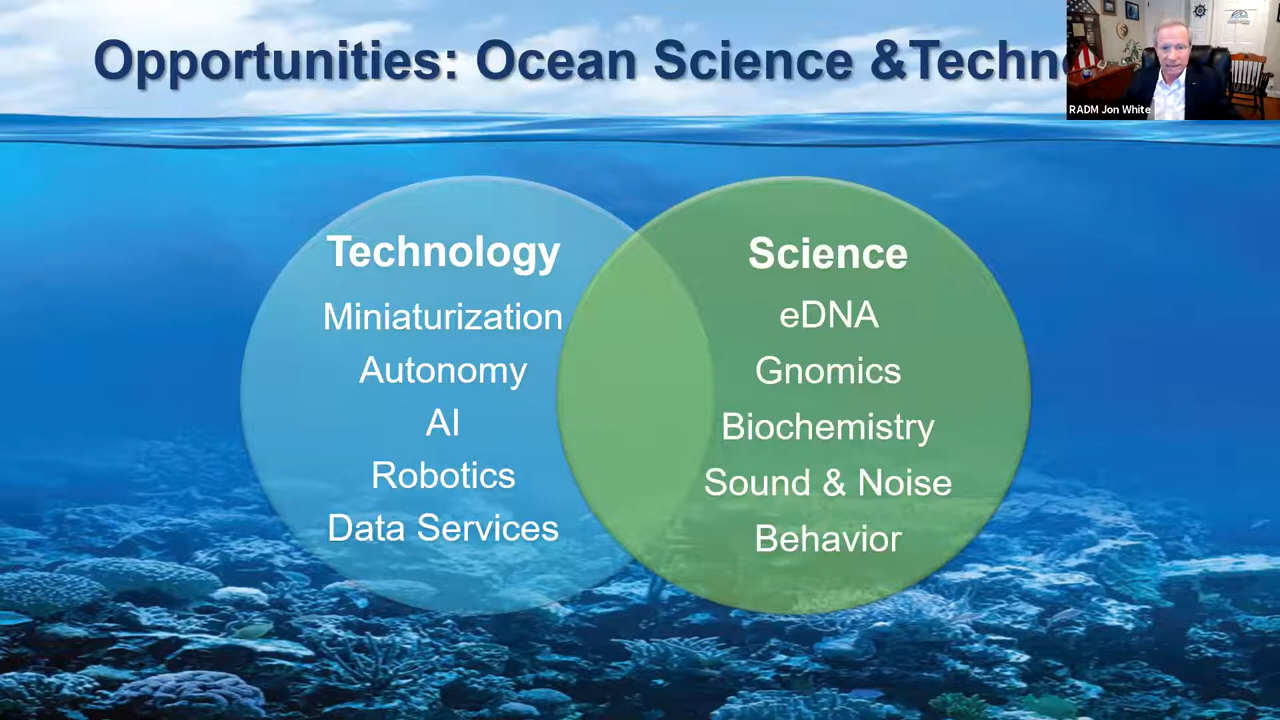 Opportunities: Ocean Science &Techno
RADM Jon White
Technology
Miniaturization
Autonomy
AI
Robotics
Data Services
Science
eDNA
Gnomics
Biochemistry
Sound & Noise
Behavior